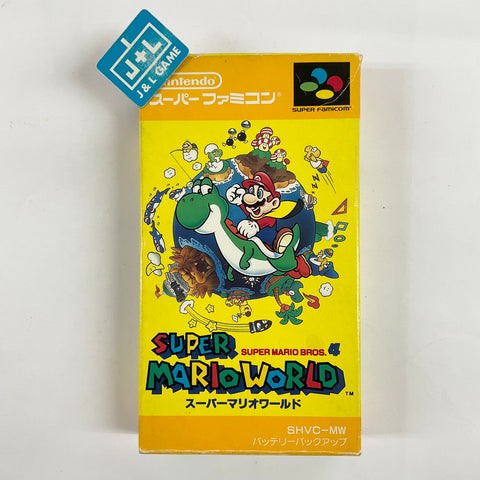 J+L
J & L GAME
Nintendo
スーパーファミコン®
SUPER FAMICOM
SUPER MARIO BROS. 4
SUPER
MARIO WORLD™
スーパーマリオワールド
SHVC-MW
バッテリーバックアップ